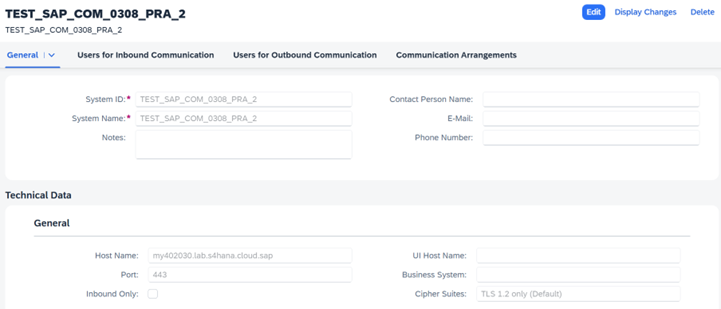 TEST_SAP_COM_0308_PRA_2
Edit Display Changes Delete
TEST_SAP_COM_0308_PRA_2
General Users for Inbound Communication Users for Outbound Communication Communication Arrangements
System ID:* TEST_SAP_COM_0308_PRA_2 Contact Person Name:
System Name:* TEST_SAP_COM_0308_PRA_2 E-Mail:
Notes: Phone Number:
Technical Data
General
Host Name: my402030.lab.s4hana.cloud.sap UI Host Name:
Port: 443 Business System:
Inbound Only: Cipher Suites: TLS 1.2 only (Default)